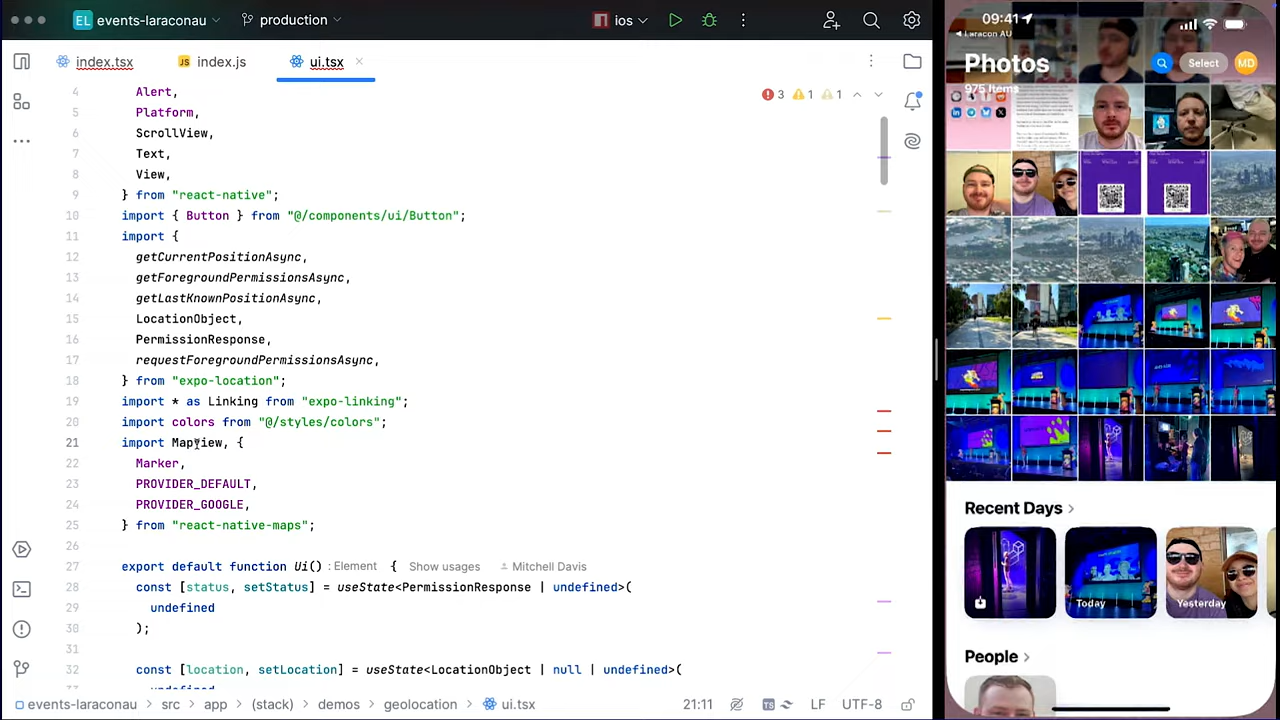 EL events-laraconau
production
ios
index.tsx
index.js
ui.tsx
3 1 1
4 Alert,
5 Platform,
6 ScrollView,
7 Text,
8 View,
9 } from "react-native";
10 import { Button } from "@/components/ui/Button";
11 import {
12 getCurrentPositionAsync,
13 getForegroundPermissionsAsync,
14 getLastKnownPositionAsync,
15 LocationObject,
16 PermissionResponse,
17 requestForegroundPermissionsAsync,
18 } from "expo-location";
19 import * as Linking from "expo-linking";
20 import colors from "@/styles/colors";
21 import MapView, {
22 Marker,
23 PROVIDER_DEFAULT,
24 PROVIDER_GOOGLE,
25 } from "react-native-maps";
26
27 export default function Ui() : Element { Show usages Mitchell Davis
28 const [status, setStatus] = useState<PermissionResponse | undefined>(
29 undefined
30 );
31
32 const [location, setLocation] = useState<LocationObject | null | undefined>(
events-laraconau > src > app > (stack) > demos > geolocation > ui.tsx
21:11
LF
UTF-8
09:41
Laracon AU
Photos
975 Items
Select
MD
Recent Days
Today
Yesterday
People